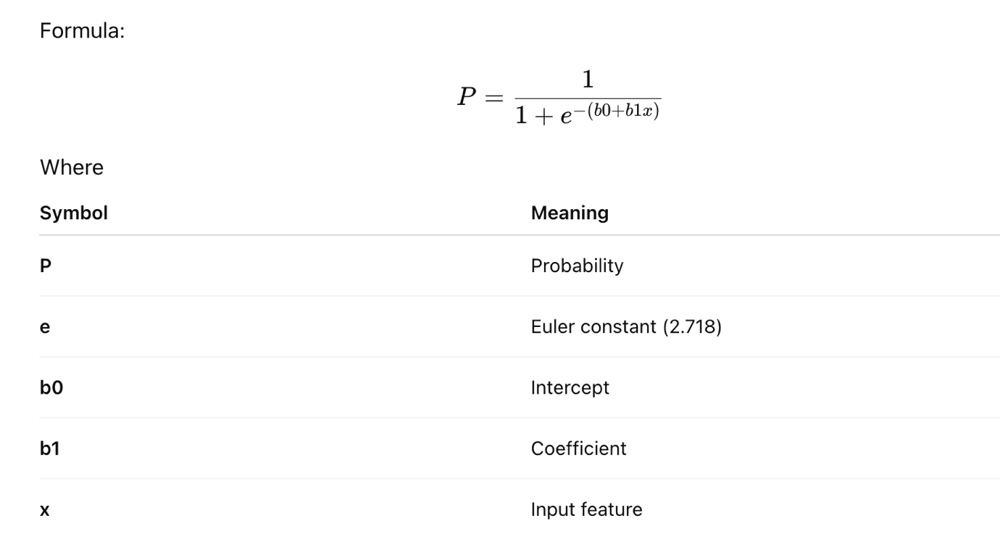 Formula:
P = 1 / (1 + e^−(b0+b1x))
Where
Symbol Meaning
P Probability
e Euler constant (2.718)
b0 Intercept
b1 Coefficient
x Input feature